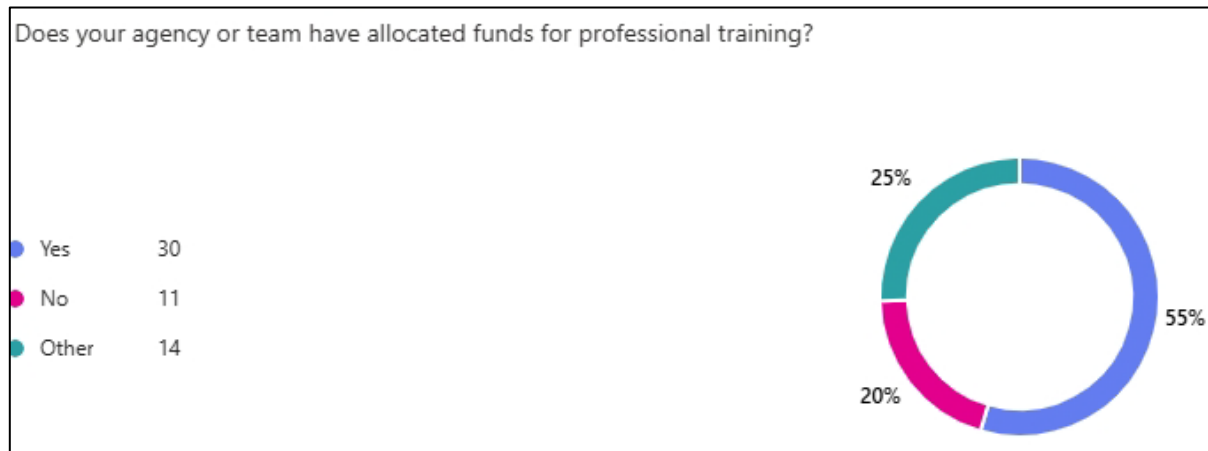 Does your agency or team have allocated funds for professional training?
Yes 30
No 11
Other 14
25%
55%
20%